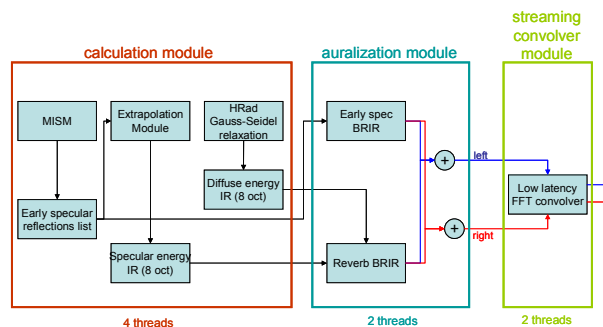 streaming
convolver
module
calculation module
auralization module
MISM
Extrapolation
Module
HRad
Gauss-Seidel
relaxation
Early spec
BRIR
+
left
Diffuse energy
IR (8 oct)
Low latency
FFT convolver
Early specular
reflections list
+
right
Specular energy
IR (8 oct)
Reverb BRIR
4 threads
2 threads
2 threads